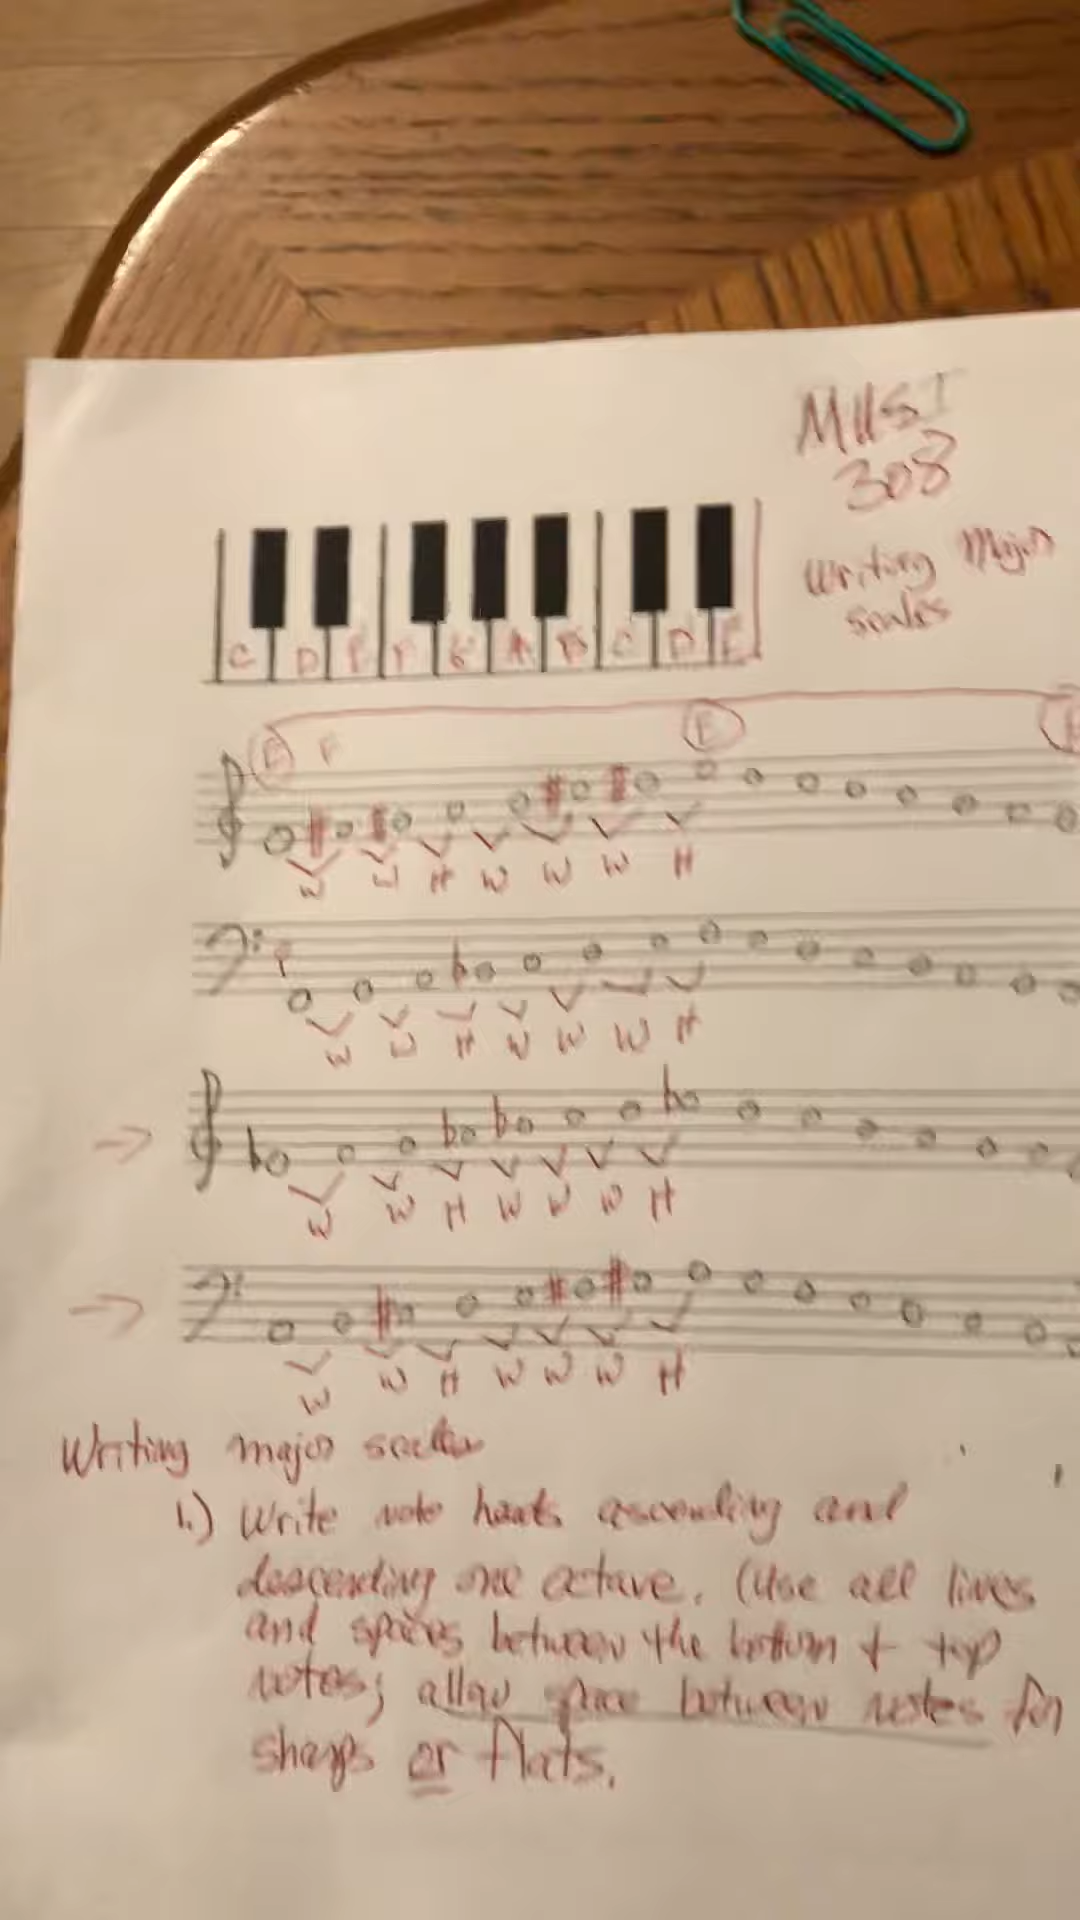 MUSI
308
Writing Major
scales
C D E F G A B C D E
E F E
W W H W W W H
F
W W H W W W H
W W H W W W H
W W H W W W H
Writing major scales
1.) Write note heads ascending and
descending one octave. (Use all lines
and spaces between the bottom + top
notes; allow space between notes for
sharps or flats.